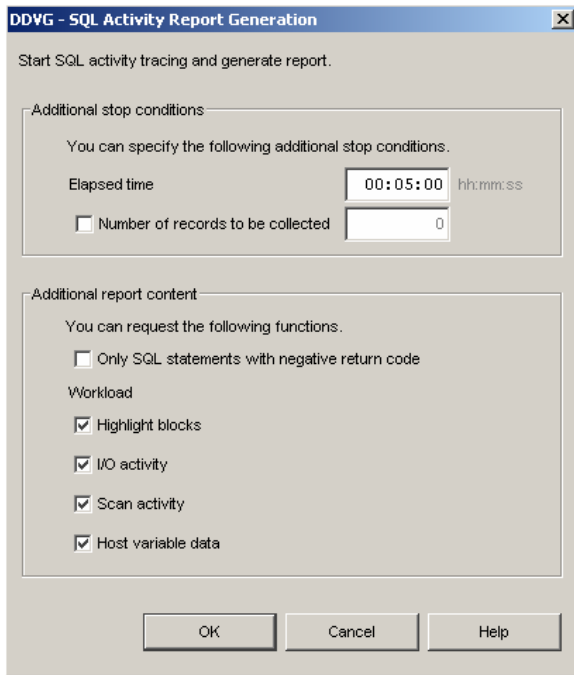 DDVG - SQL Activity Report Generation
Start SQL activity tracing and generate report.
Additional stop conditions
You can specify the following additional stop conditions.
Elapsed time 00:05:00 hh:mm:ss
Number of records to be collected 0
Additional report content
You can request the following functions.
Only SQL statements with negative return code
Workload
Highlight blocks
I/O activity
Scan activity
Host variable data
OK Cancel Help